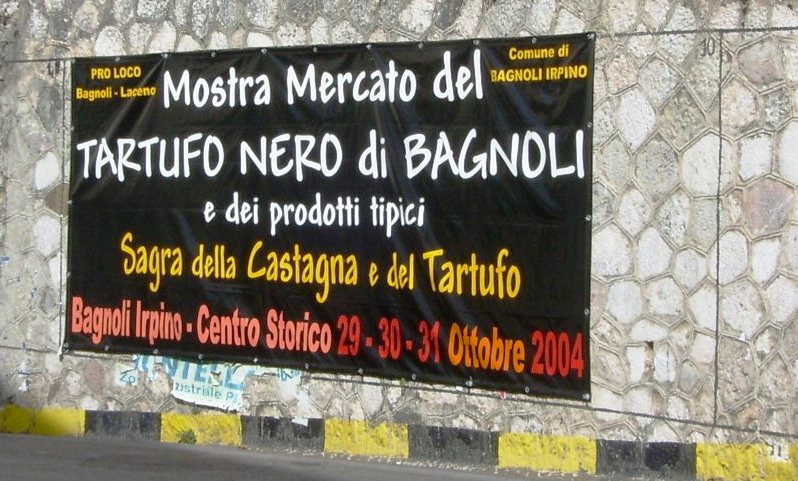 PRO LOCO
Bagnoli - Laceno
Comune di
BAGNOLI IRPINO
Mostra Mercato del
TARTUFO NERO di BAGNOLI
e dei prodotti tipici
Sagra della Castagna e del Tartufo
Bagnoli Irpino - Centro Storico 29 - 30 - 31 Ottobre 2004